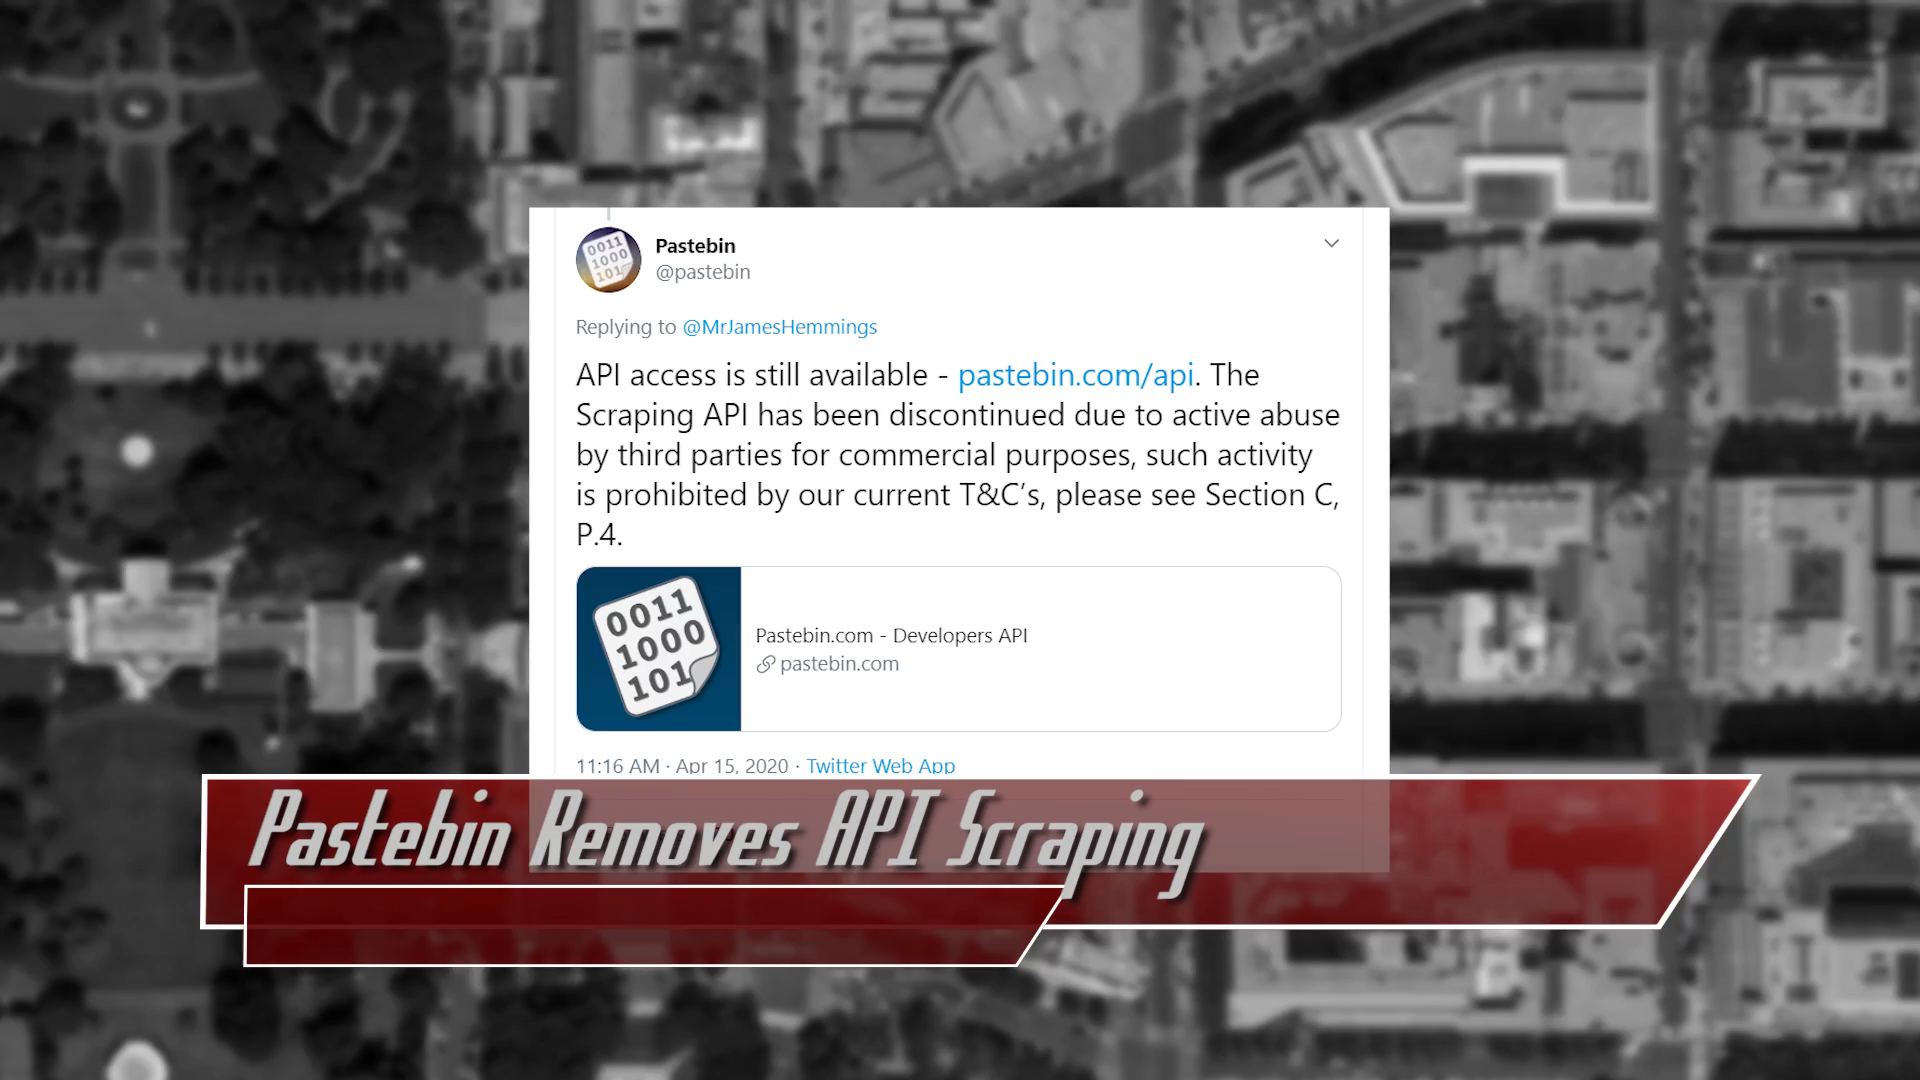 0011
1000
101
Pastebin
@pastebin
Replying to @MrJamesHemmings
API access is still available - pastebin.com/api. The
Scraping API has been discontinued due to active abuse
by third parties for commercial purposes, such activity
is prohibited by our current T&C’s, please see Section C,
P.4.
0011
1000
101
Pastebin.com - Developers API
pastebin.com
11:16 AM · Apr 15, 2020 · Twitter Web App
Pastebin Removes API Scraping